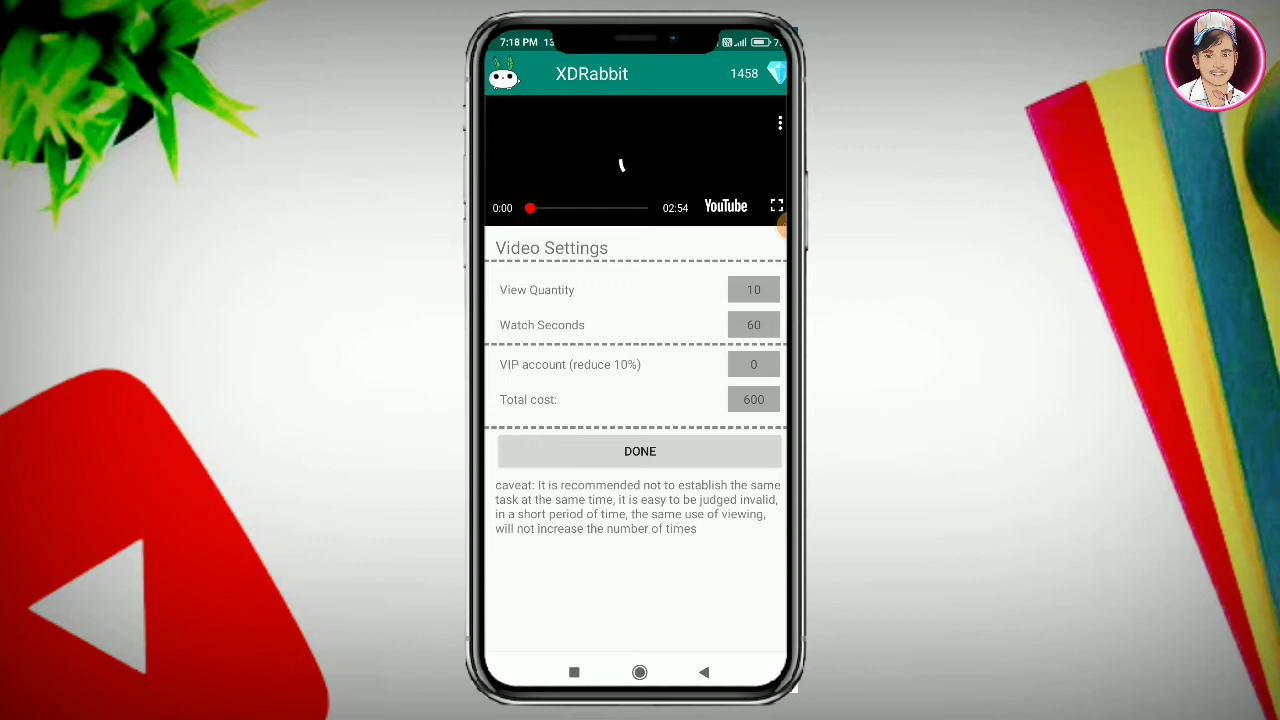 7:18 PM 13
7.
XDRabbit
1458
0:00
02:54
YouTube
Video Settings
View Quantity
10
Watch Seconds
60
VIP account (reduce 10%)
0
Total cost:
600
DONE
caveat: It is recommended not to establish the same
task at the same time, it is easy to be judged invalid,
in a short period of time, the same use of viewing,
will not increase the number of times